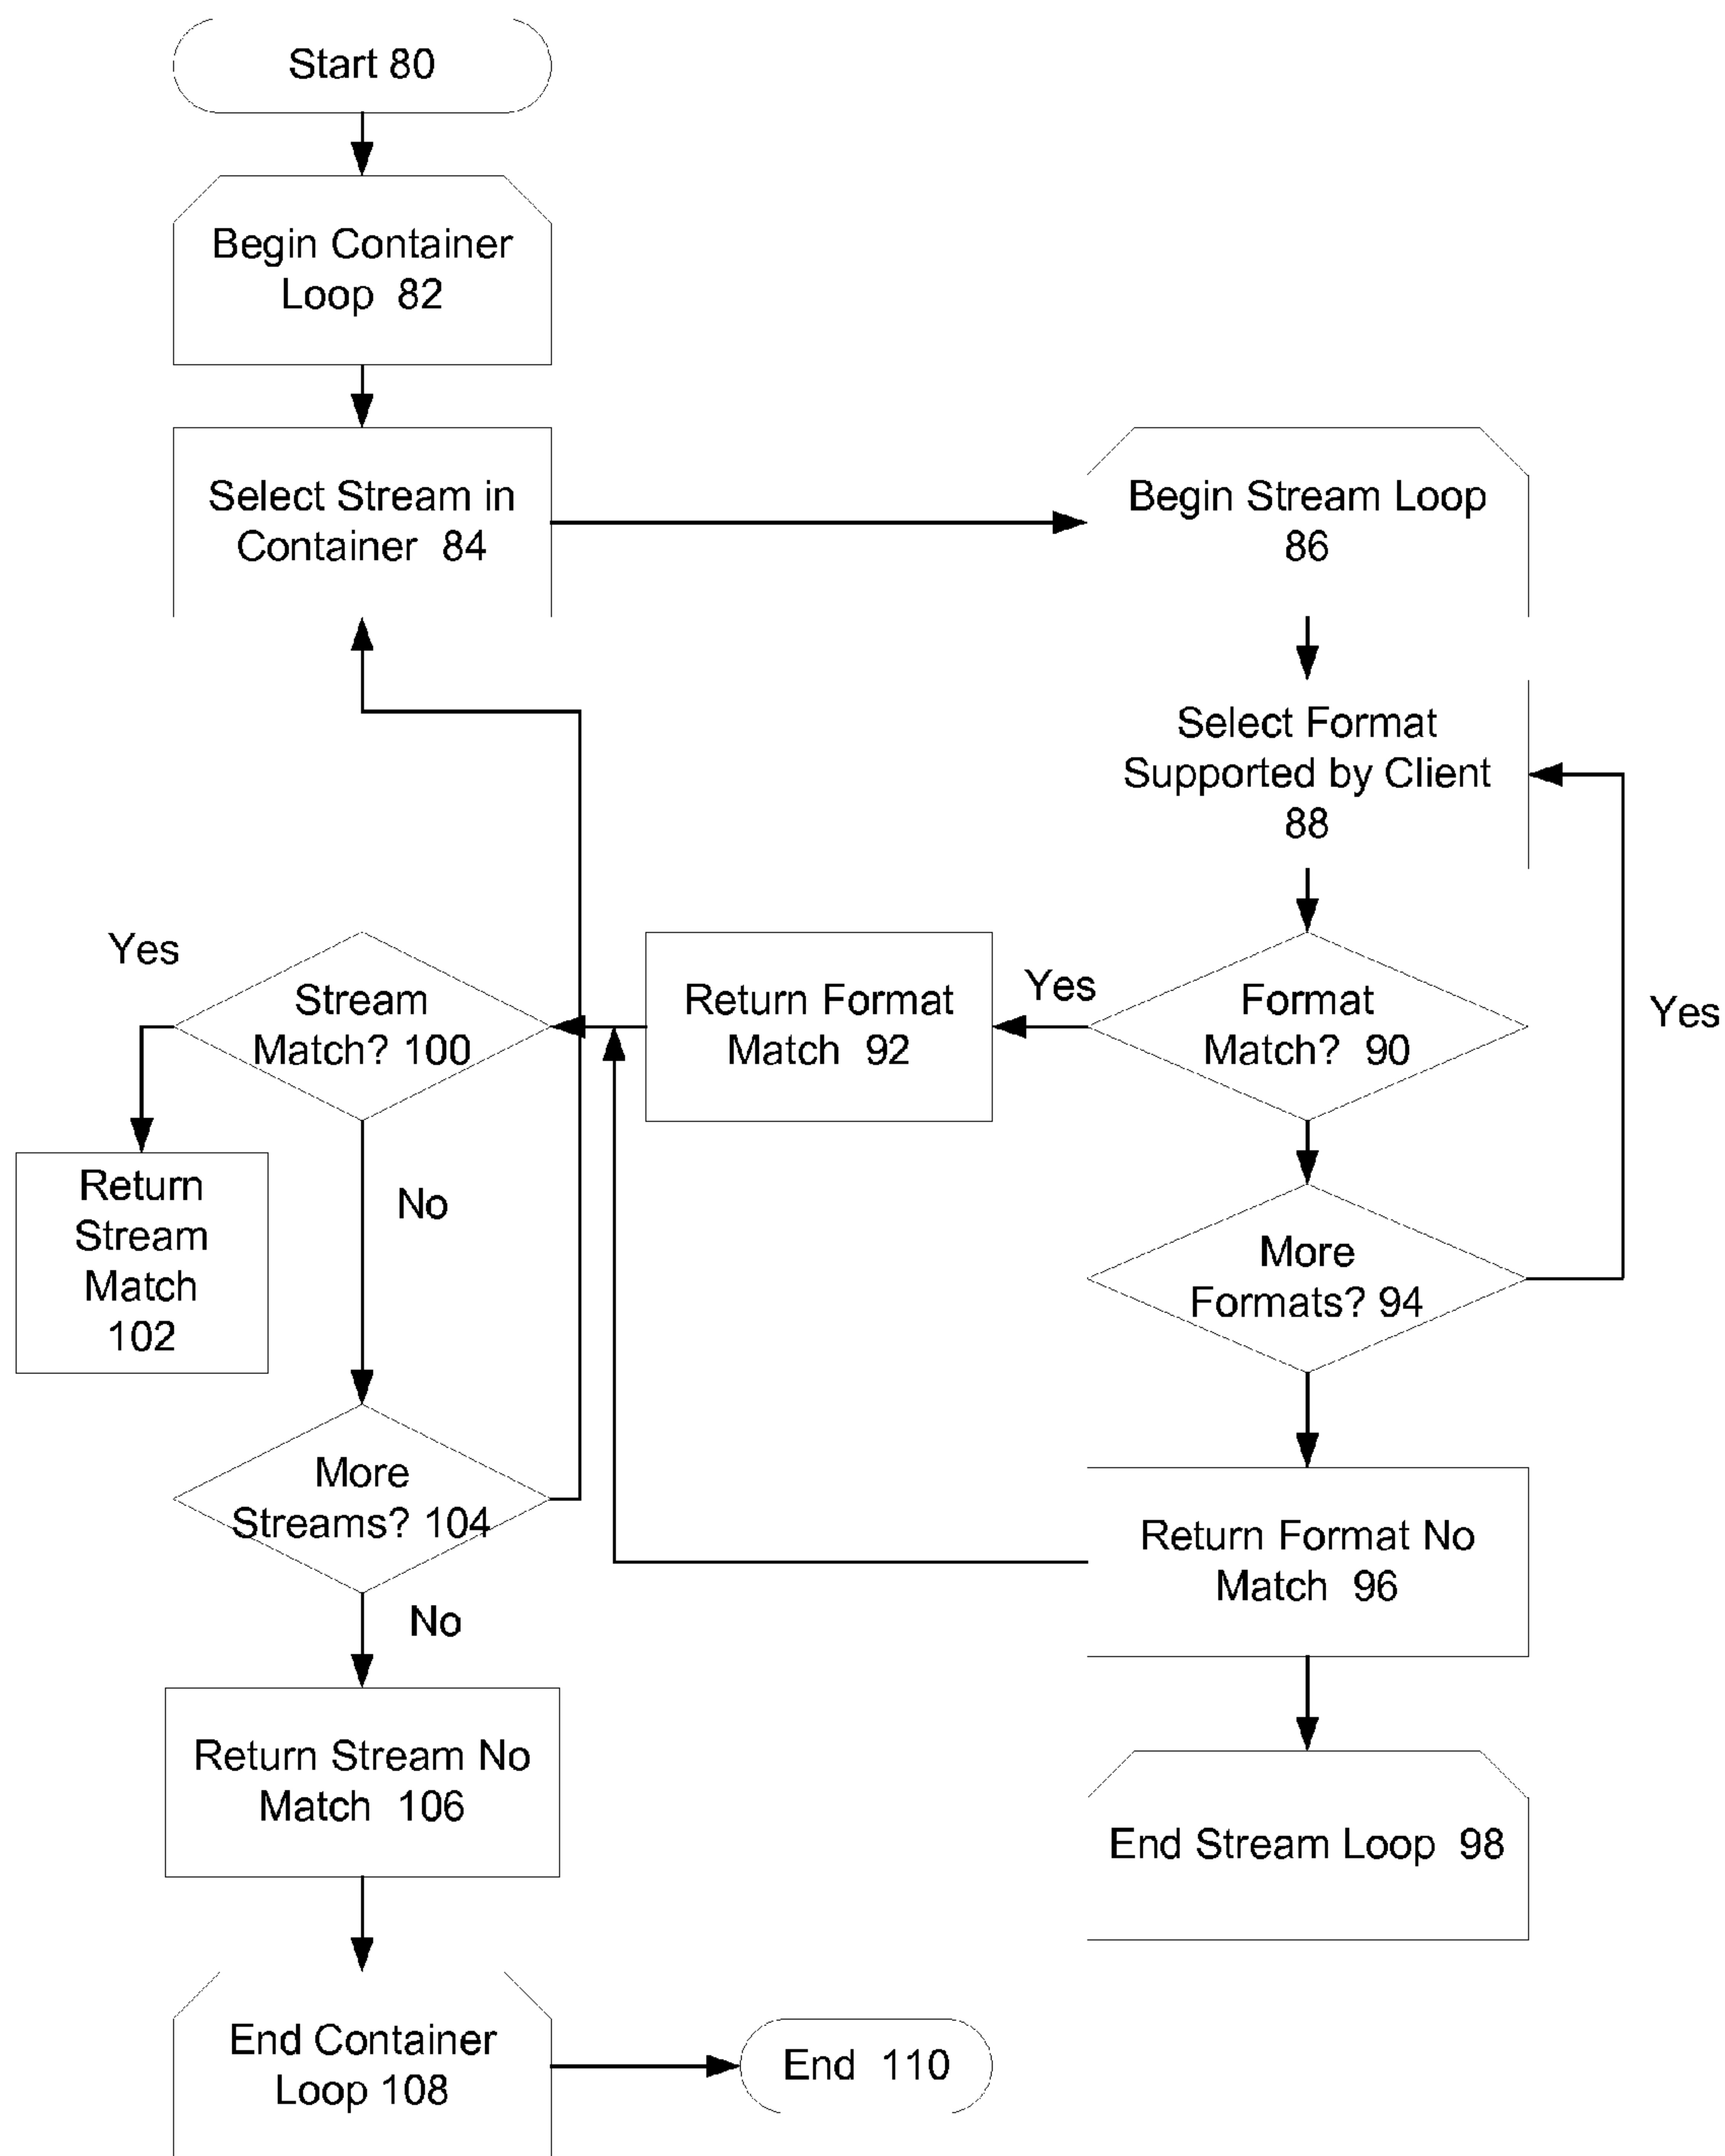 Start 80
Begin Container
Loop 82
Select Stream in
Container 84
Begin Stream Loop
86
Select Format
Supported by Client
88
Yes
Stream
Match? 100
Return Format
Match 92
Yes
Format
Match? 90
Yes
Return
Stream
Match
102
No
More
Formats? 94
More
Streams? 104
Return Format No
Match 96
No
Return Stream No
Match 106
End Stream Loop 98
End Container
Loop 108
End 110